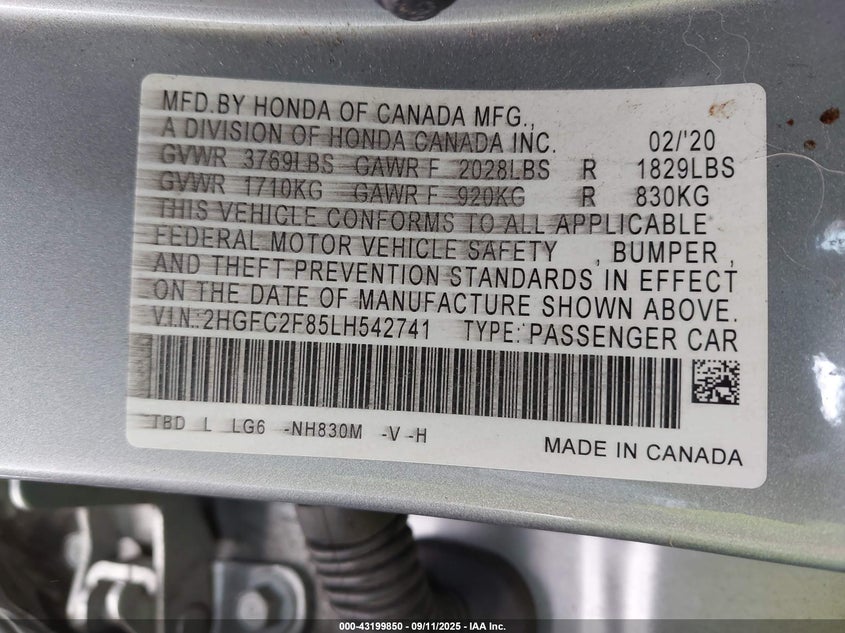 MFD.BY HONDA OF CANADA MFG.,
A DIVISION OF HONDA CANADA INC. 02/'20
GVWR 3769LBS GAWR F 2028LBS R 1829LBS
GVWR 1710KG GAWR F 920KG R 830KG
THIS VEHICLE CONFORMS TO ALL APPLICABLE
FEDERAL MOTOR VEHICLE SAFETY , BUMPER ,
AND THEFT PREVENTION STANDARDS IN EFFECT
ON THE DATE OF MANUFACTURE SHOWN ABOVE.
V.I.N.:2HGFC2F85LH542741 TYPE: PASSENGER CAR
TBD L LG6 -NH830M -V -H
MADE IN CANADA
000-43199850 - 09/11/2025 - IAA Inc.